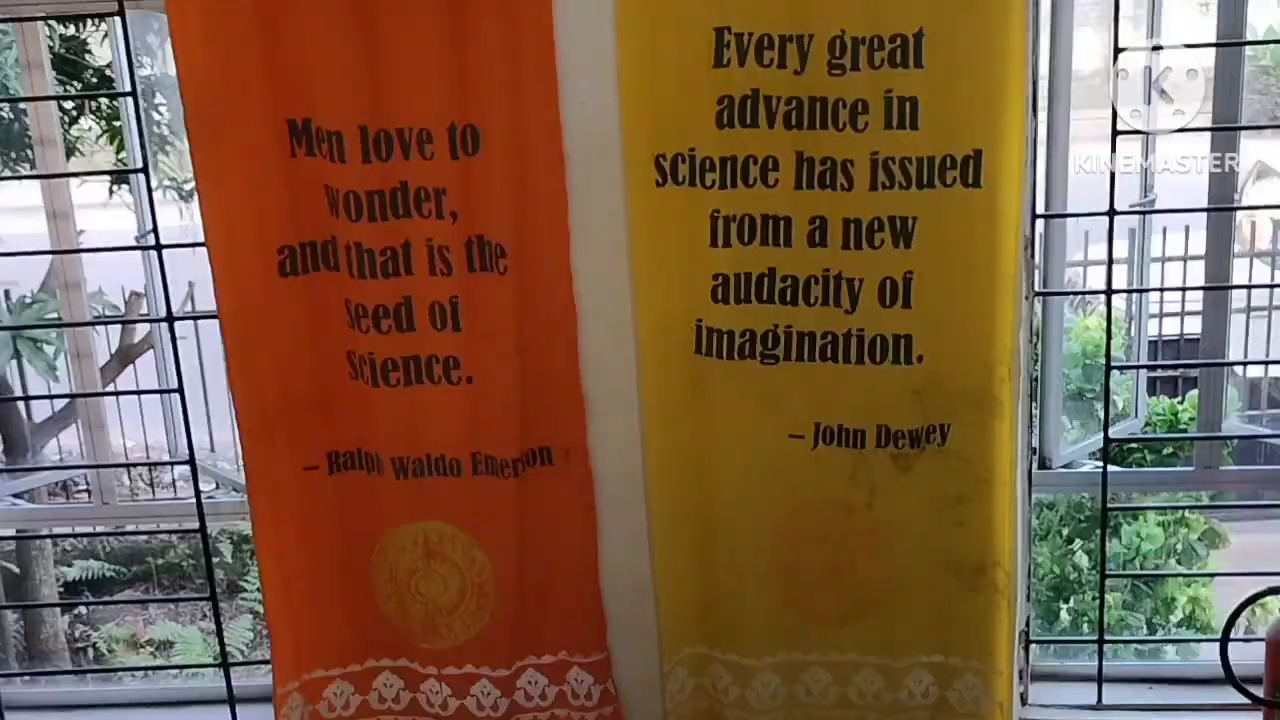 Men love to
wonder,
and that is the
seed of
science.
– Ralph Waldo Emerson
Every great
advance in
science has issued
from a new
audacity of
imagination.
– John Dewey
K
KINEMASTER